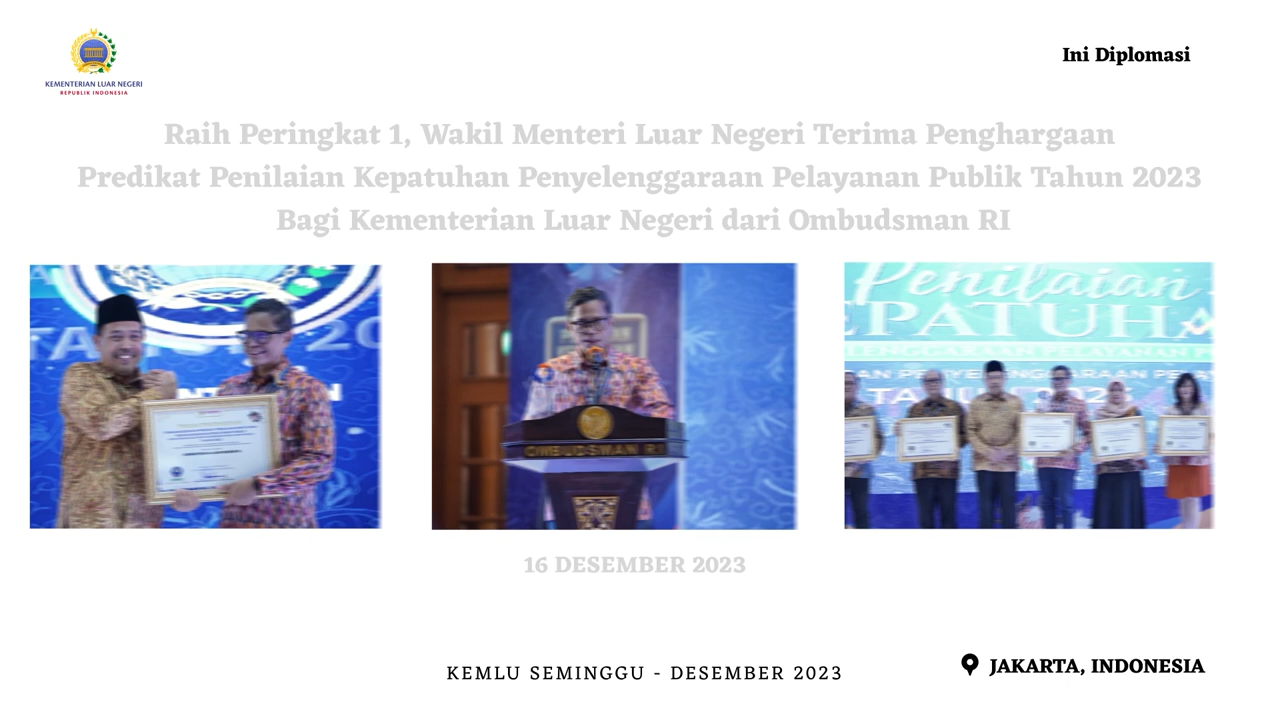 KEMENTERIAN LUAR NEGERI
REPUBLIK INDONESIA
Ini Diplomasi
Raih Peringkat 1, Wakil Menteri Luar Negeri Terima Penghargaan
Predikat Penilaian Kepatuhan Penyelenggaraan Pelayanan Publik Tahun 2023
Bagi Kementerian Luar Negeri dari Ombudsman RI
OMBUDSMAN RI
Penilaian
EPATUHA
16 DESEMBER 2023
KEMLU SEMINGGU - DESEMBER 2023
JAKARTA, INDONESIA